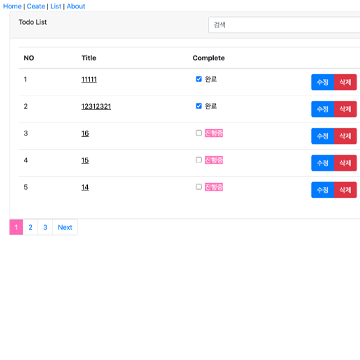 Home | Ceate | List | About
Todo List 검색
NO Title Complete
1 11111 완료 수정 삭제
2 12312321 완료 수정 삭제
3 16 진행중 수정 삭제
4 15 진행중 수정 삭제
5 14 진행중 수정 삭제
1 2 3 Next